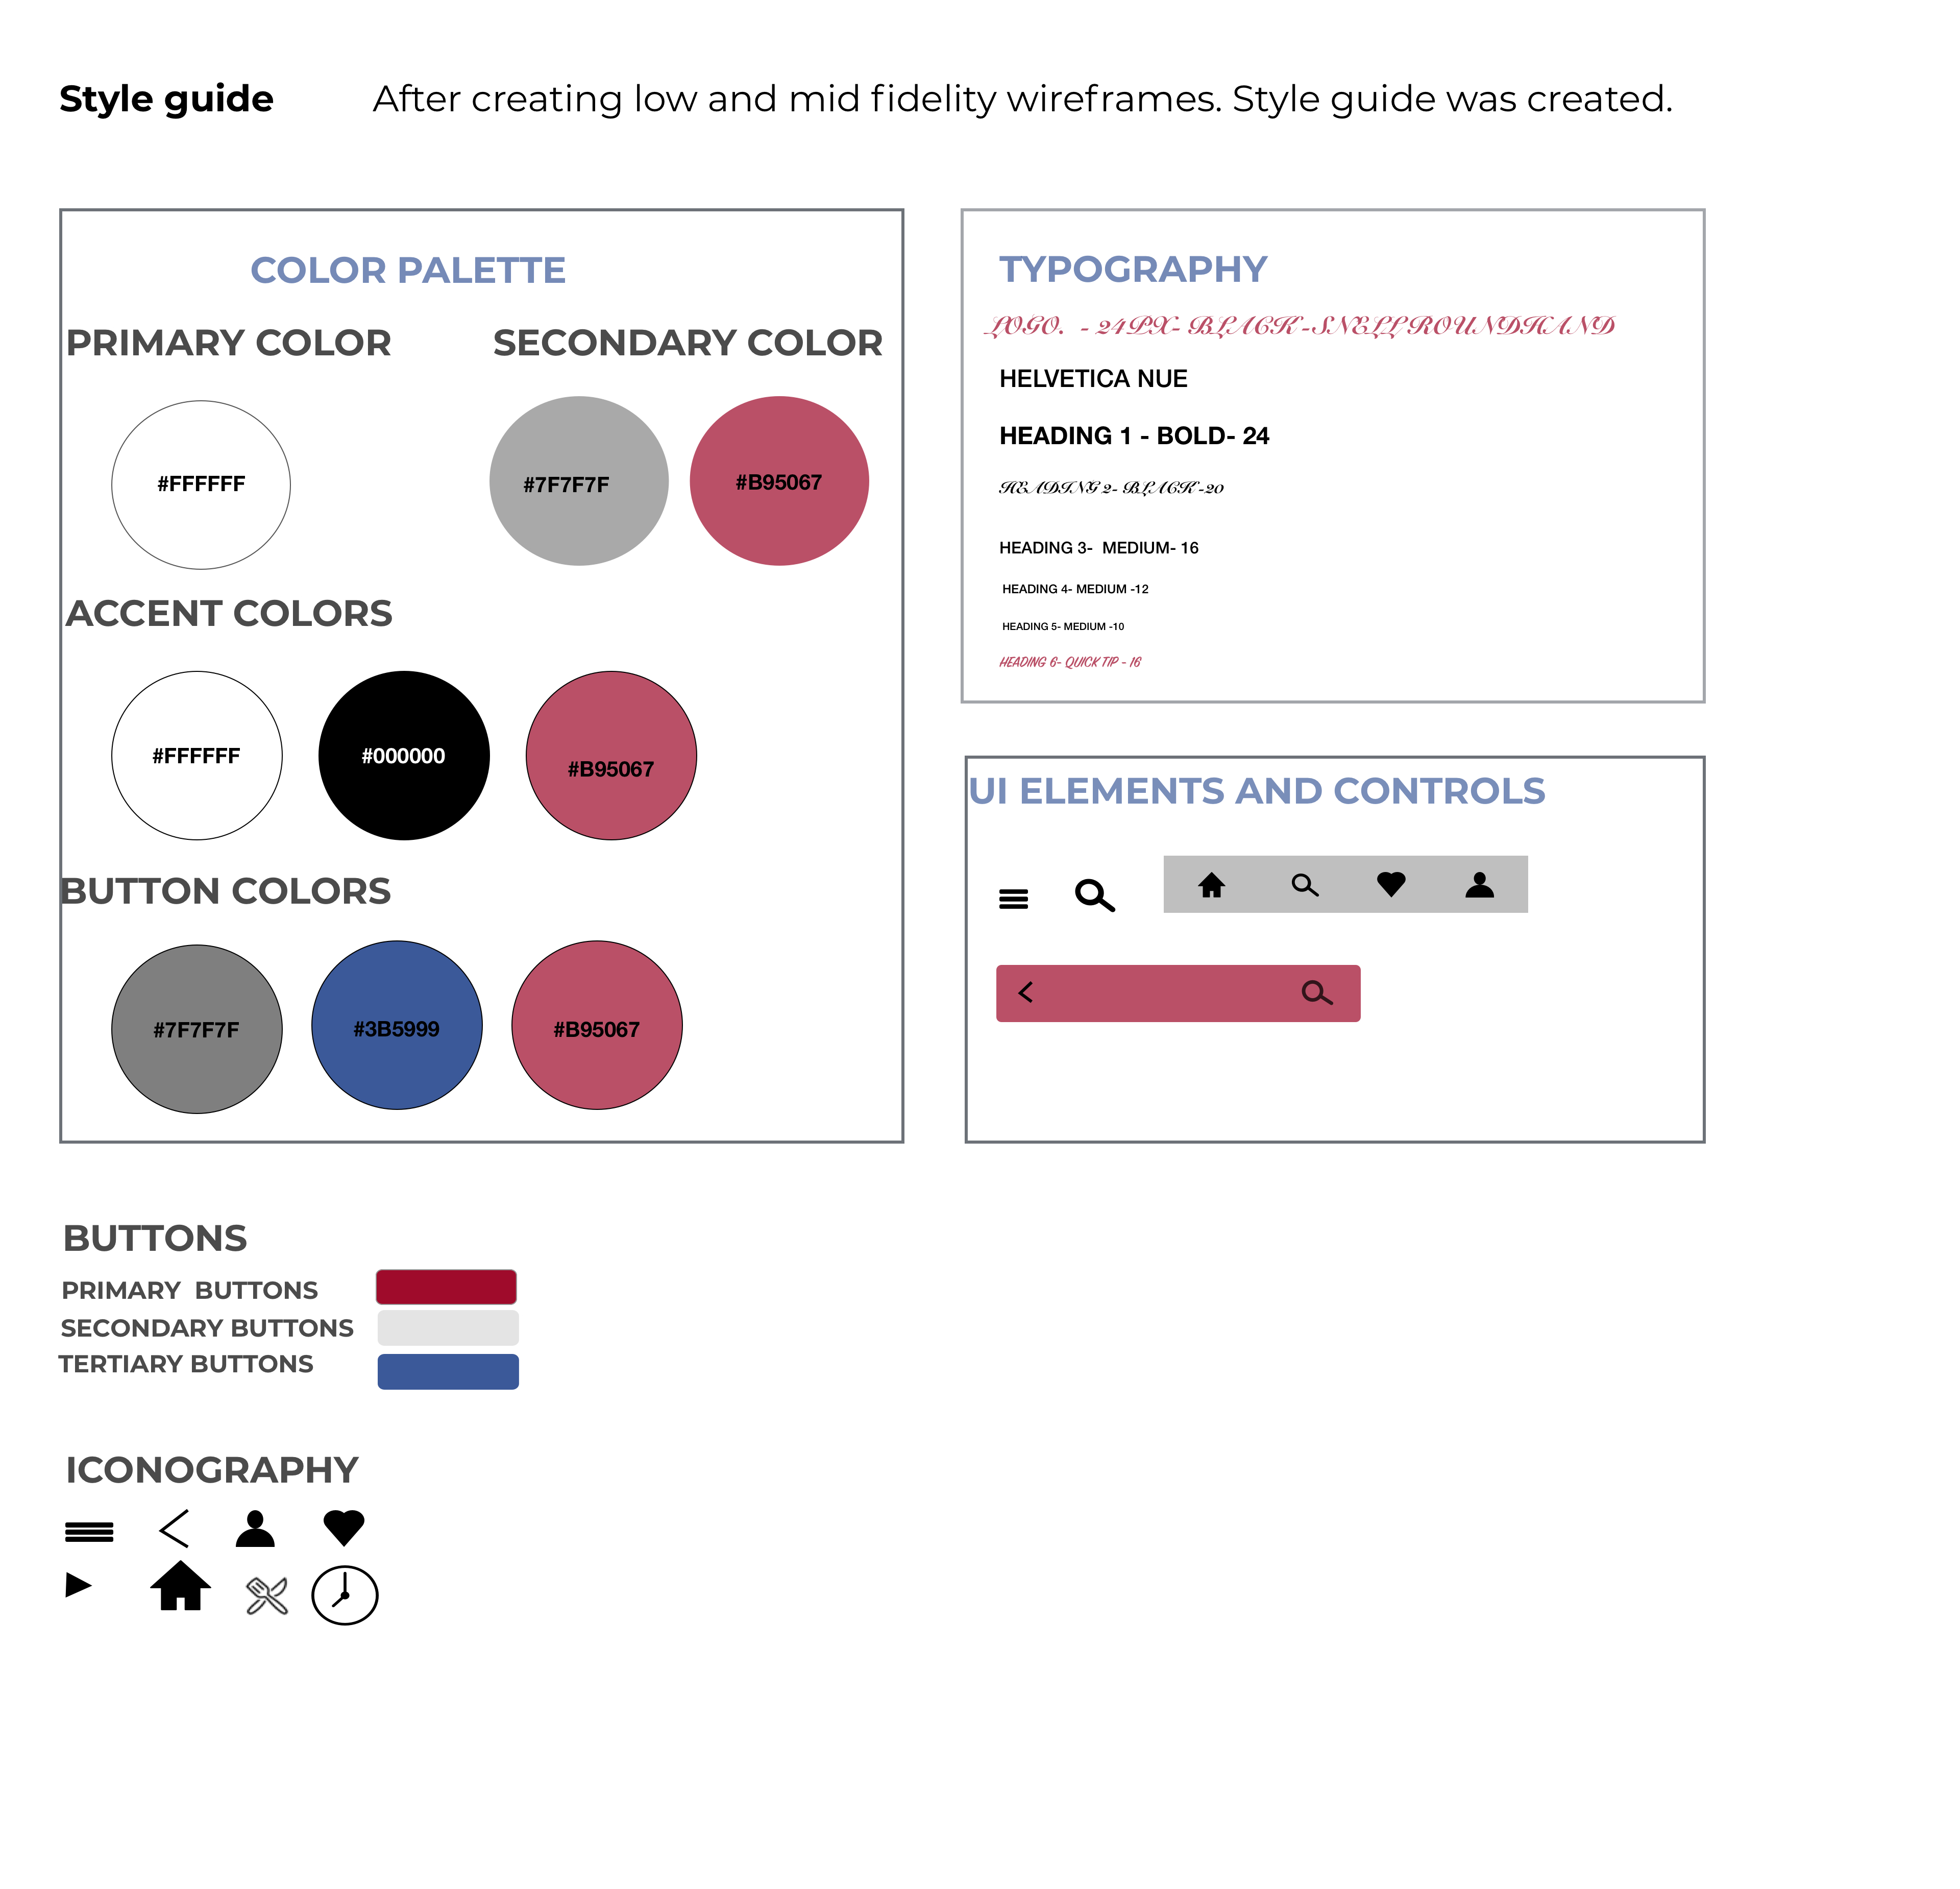 Style guide
After creating low and mid fidelity wireframes. Style guide was created.
COLOR PALETTE
PRIMARY COLOR
SECONDARY COLOR
#FFFFFF
#7F7F7F
#B95067
ACCENT COLORS
#FFFFFF
#000000
#B95067
BUTTON COLORS
#7F7F7F
#3B5999
#B95067
TYPOGRAPHY
LOGO. - 24PX- BLACK -SNELL ROUNDHAND
HELVETICA NUE
HEADING 1 - BOLD- 24
HEADING 2- BLACK -20
HEADING 3- MEDIUM- 16
HEADING 4- MEDIUM -12
HEADING 5- MEDIUM -10
HEADING 6- QUICK TIP - 16
UI ELEMENTS AND CONTROLS
BUTTONS
PRIMARY BUTTONS
SECONDARY BUTTONS
TERTIARY BUTTONS
ICONOGRAPHY